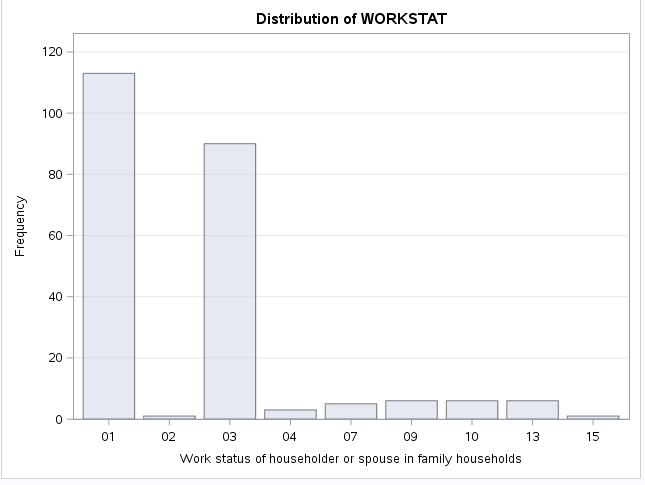 Distribution of WORKSTAT
120
100
80
60
40
20
0
Frequency
01 02 03 04 07 09 10 13 15
Work status of householder or spouse in family households